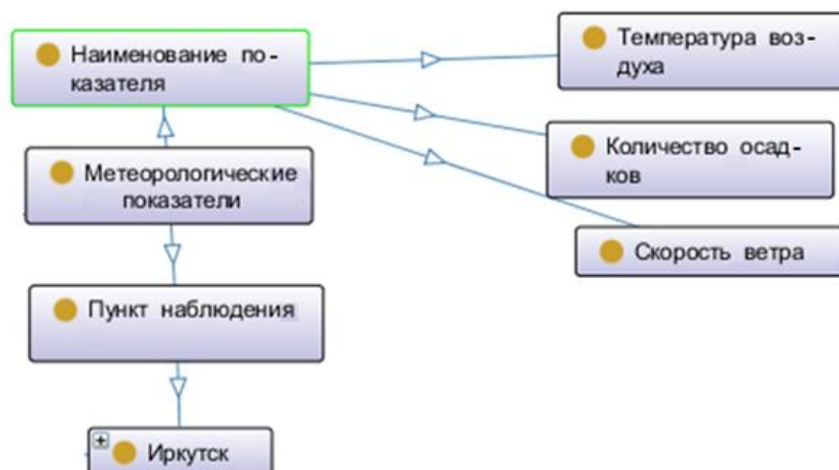 Наименование по-
казателя
Температура воз-
духа
Количество осад-
ков
Метеорологические
показатели
Скорость ветра
Пункт наблюдения
Иркутск